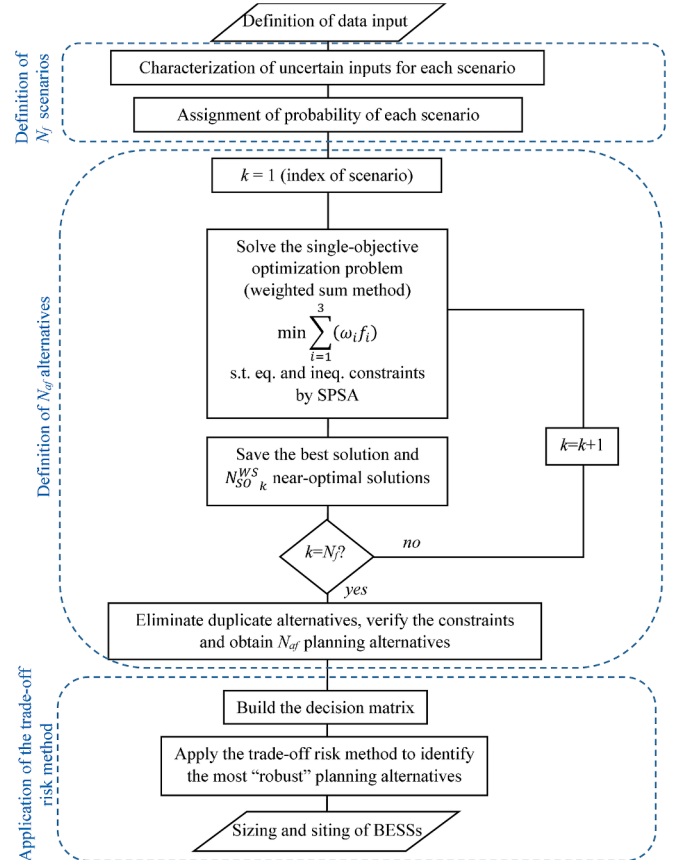 Definition of data input
Definition of
Nf scenarios
Characterization of uncertain inputs for each scenario
Assignment of probability of each scenario
Definition of Naf alternatives
k = 1 (index of scenario)
Solve the single-objective
optimization problem
(weighted sum method)
min ∑_{i=1}^{3} (ω_i f_i)
s.t. eq. and ineq. constraints
by SPSA
k=k+1
Save the best solution and
N_{SO}^{WS}_k near-optimal solutions
k=Nf?
no
yes
Eliminate duplicate alternatives, verify the constraints
and obtain Naf planning alternatives
Application of the trade-off
risk method
Build the decision matrix
Apply the trade-off risk method to identify
the most “robust” planning alternatives
Sizing and siting of BESSs